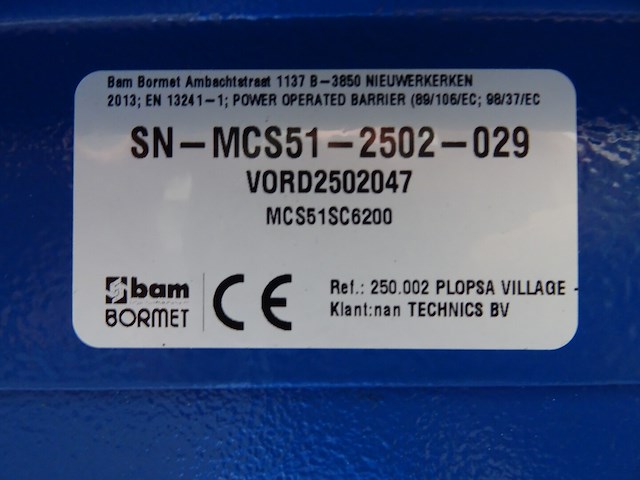 Bam Bormet Ambachtstraat 1137 B-3850 NIEUWERKERKEN
2013; EN 13241-1; POWER OPERATED BARRIER (89/106/EC; 98/37/EC
SN-MCS51-2502-029
VORD2502047
MCS51SC6200
bam
BORMET
CE
Ref.: 250.002 PLOPSA VILLAGE -
Klant:nan TECHNICS BV